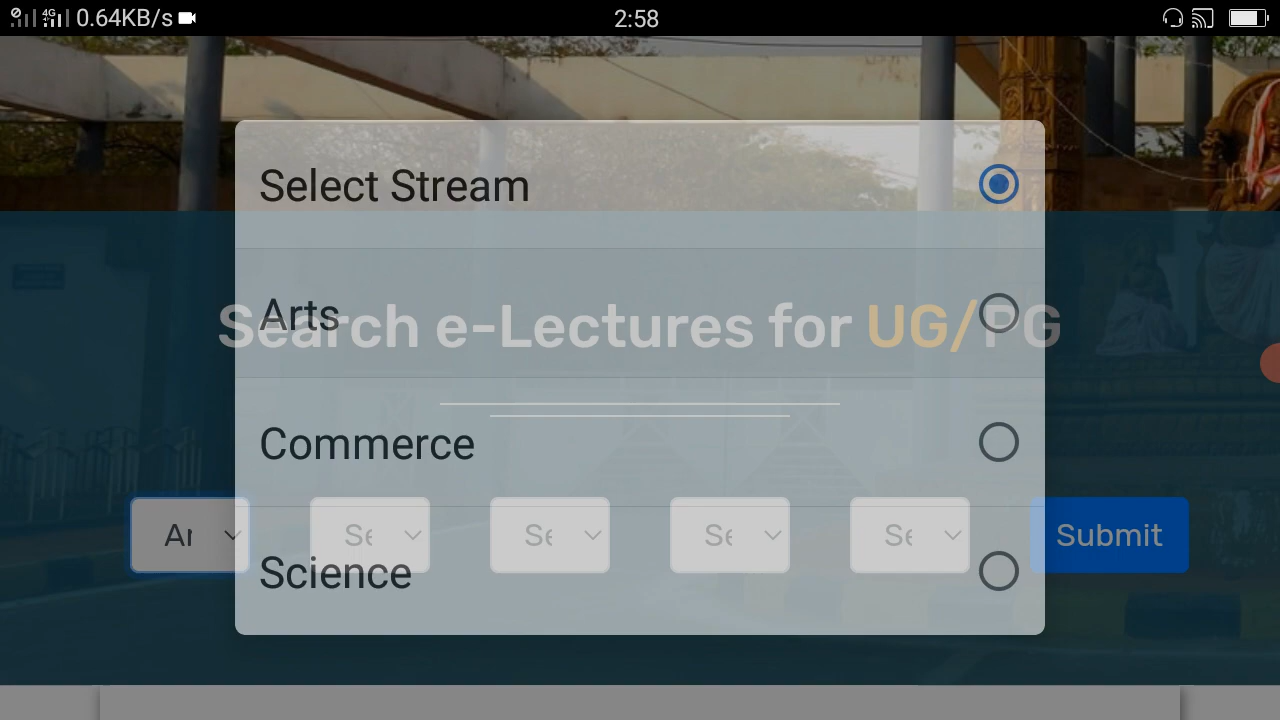 4G 0.64KB/s 2:58
Select Stream
Arts
Search e-Lectures for UG/PG
Commerce
Ar Se Se Se Se Submit
Science